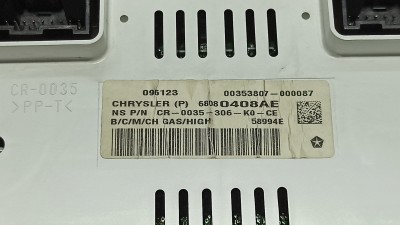 CR-0035
>PP-T<
096123 00353807-000087
CHRYSLER (P) 68080408AE
NS P/N CR-0035-306-K0-CE
B/C/M/CH GAS/HIGH 58994E